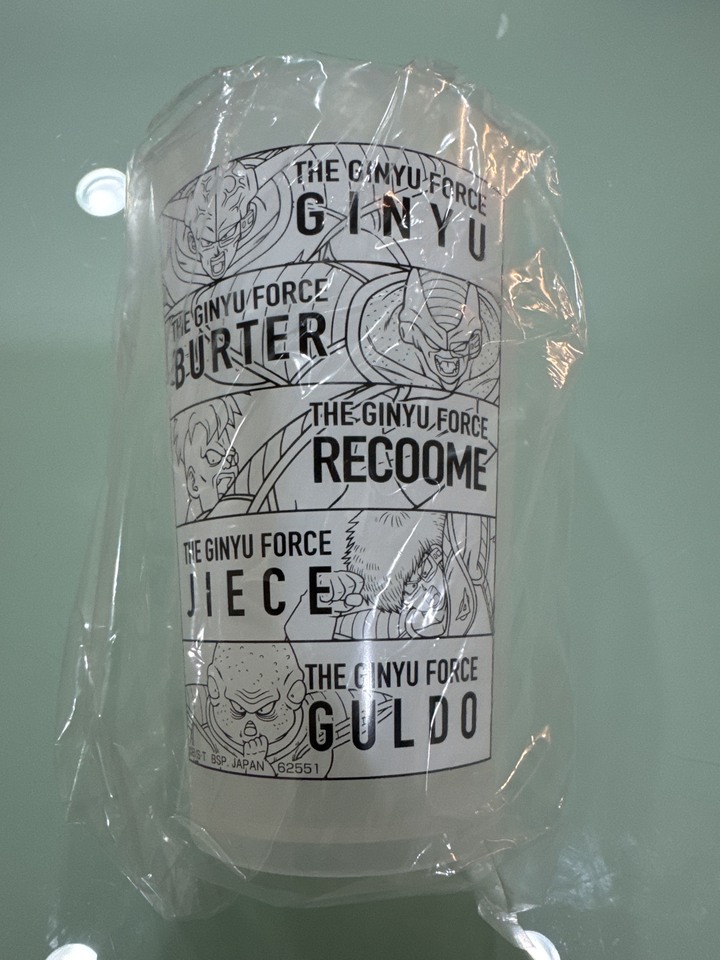 THE GINYU FORCE
GINYU
THE GINYU FORCE
BURTER
THE GINYU FORCE
RECOOME
THE GINYU FORCE
JIECE
THE GINYU FORCE
GULDO
BSP. JAPAN 62551